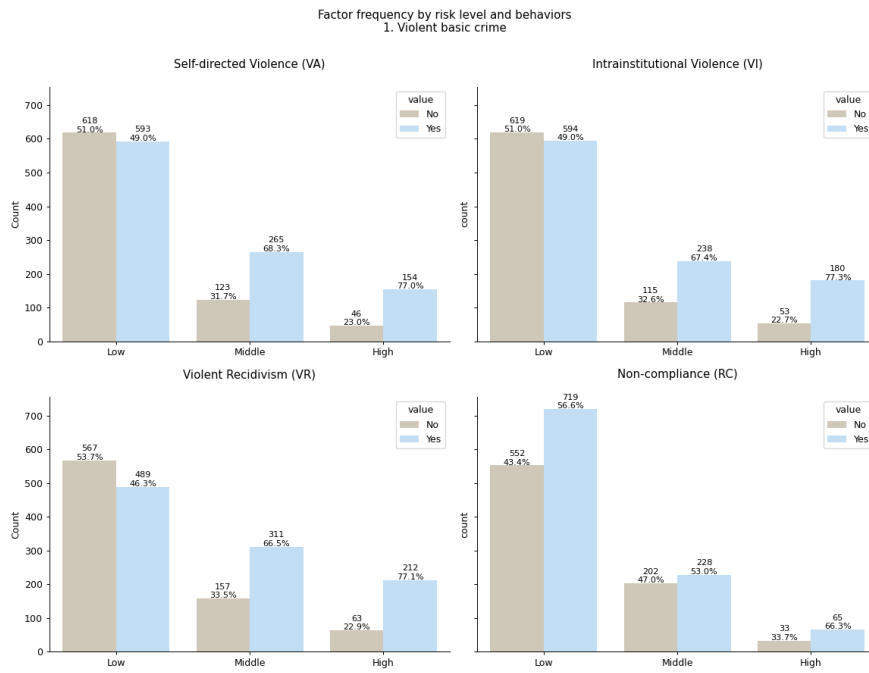 Factor frequency by risk level and behaviors
1. Violent basic crime
Self-directed Violence (VA)
Count
700
600
500
400
300
200
100
0
618
51.0%
593
49.0%
123
31.7%
265
68.3%
46
23.0%
154
77.0%
value
No
Yes
Low
Middle
High
Intrainstitutional Violence (VI)
count
619
51.0%
594
49.0%
115
32.6%
238
67.4%
53
22.7%
180
77.3%
value
No
Yes
Low
Middle
High
Violent Recidivism (VR)
Count
700
600
500
400
300
200
100
0
567
53.7%
489
46.3%
157
33.5%
311
66.5%
63
22.9%
212
77.1%
value
No
Yes
Low
Middle
High
Non-compliance (RC)
count
552
43.4%
719
56.6%
202
47.0%
228
53.0%
33
33.7%
65
66.3%
value
No
Yes
Low
Middle
High